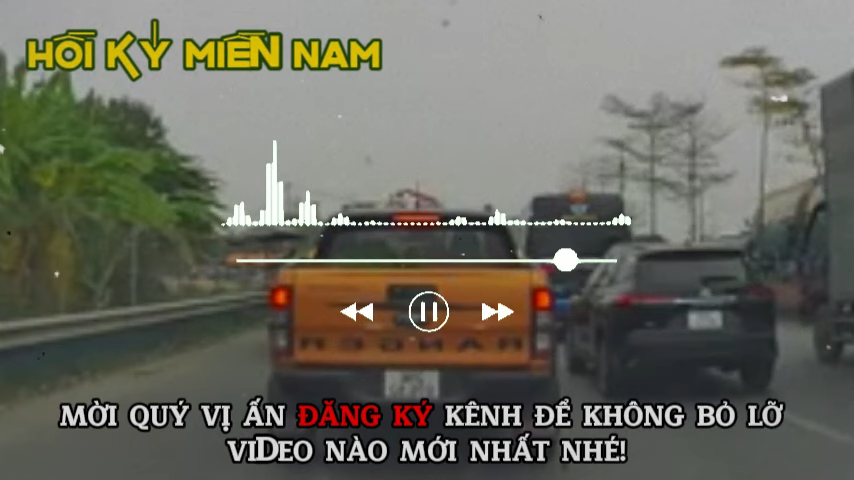 HỒI KÝ MIỀN NAM
RANGER
MỜI QUÝ VỊ ẤN ĐĂNG KÝ KÊNH ĐỂ KHÔNG BỎ LỠ
VIDEO NÀO MỚI NHẤT NHÉ!